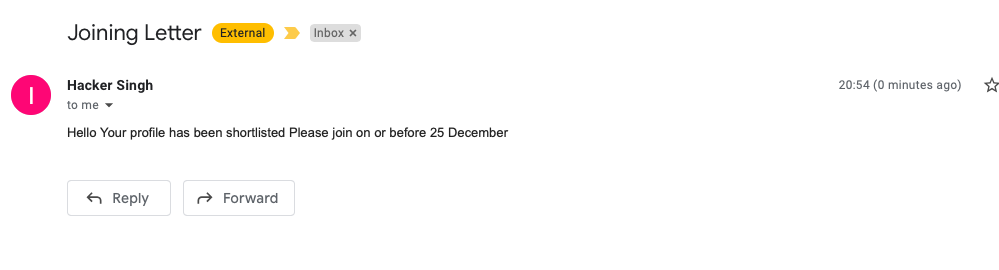 Joining Letter External Inbox ×
I Hacker Singh 20:54 (0 minutes ago)
to me
Hello Your profile has been shortlisted Please join on or before 25 December
Reply Forward